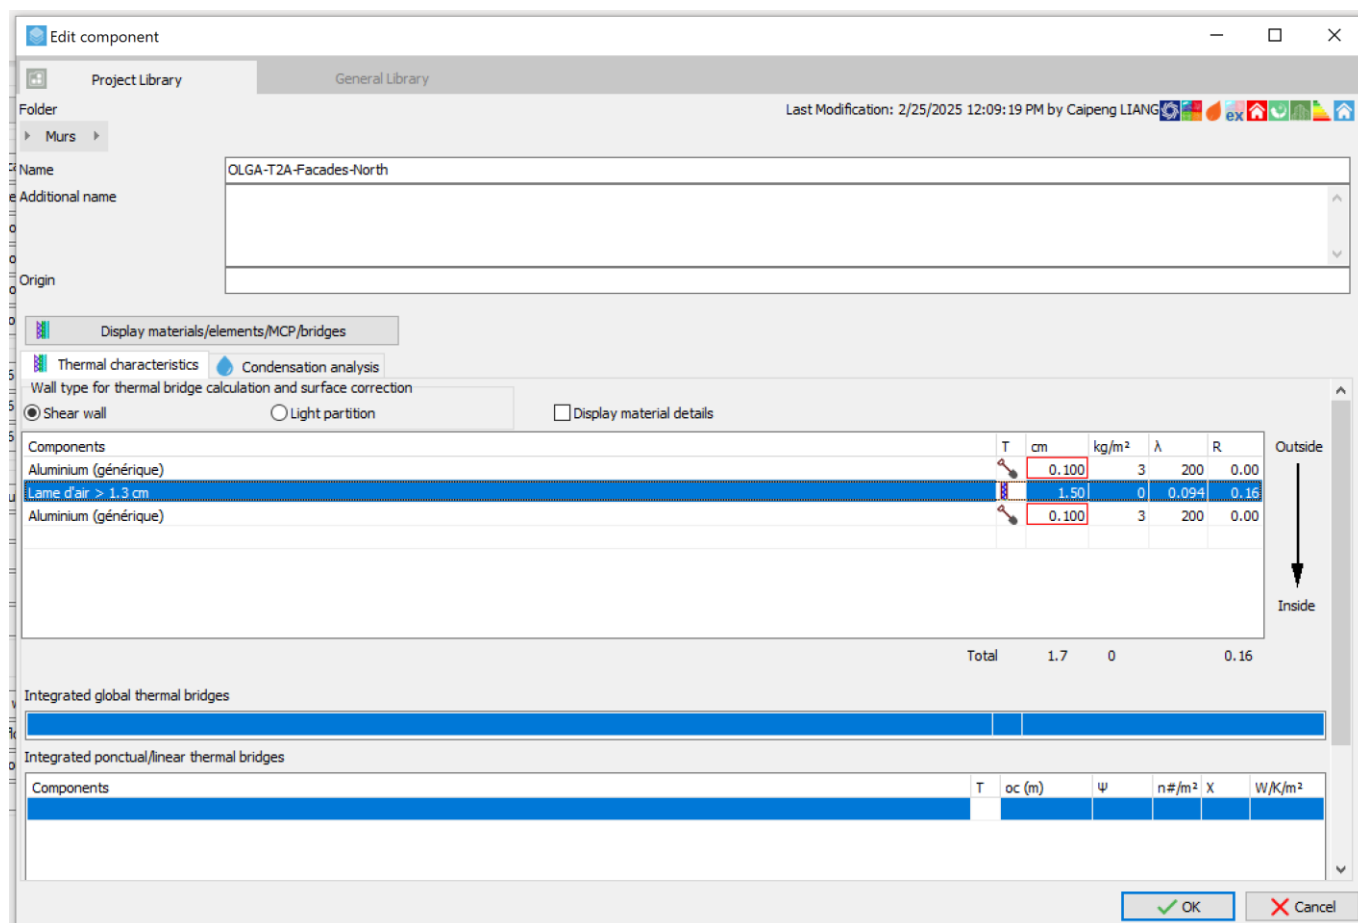 Edit component
Project Library
General Library
Folder
Last Modification: 2/25/2025 12:09:19 PM by Caipeng LIANG
ex
Murs
Name
OLGA-T2A-Facades-North
Additional name
Origin
Display materials/elements/MCP/bridges
Thermal characteristics
Condensation analysis
Wall type for thermal bridge calculation and surface correction
Shear wall
Light partition
Display material details
Components T cm kg/m² λ R
Outside
Aluminium (générique) 0.100 3 200 0.00
Lame d'air > 1.3 cm 1.50 0 0.094 0.16
Aluminium (générique) 0.100 3 200 0.00
Inside
Total 1.7 0 0.16
Integrated global thermal bridges
Integrated ponctual/linear thermal bridges
Components T oc (m) Ψ n#/m² X W/K/m²
OK
Cancel